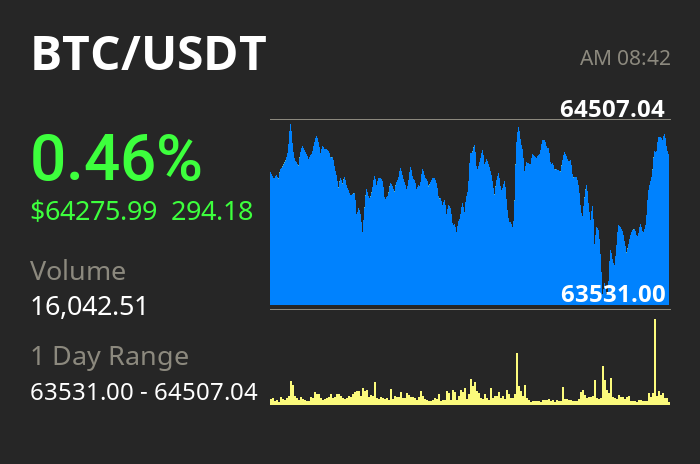 BTC/USDT
AM 08:42
64507.04
0.46%
$64275.99 294.18
Volume
16,042.51
63531.00
1 Day Range
63531.00 - 64507.04